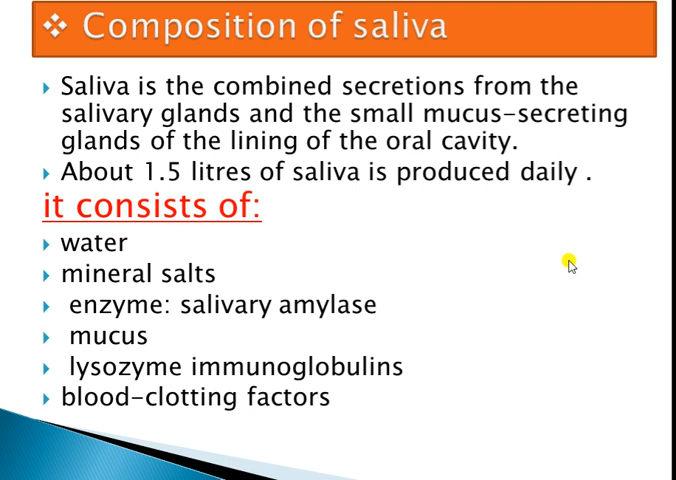 ❖ Composition of saliva
Saliva is the combined secretions from the
salivary glands and the small mucus-secreting
glands of the lining of the oral cavity.
About 1.5 litres of saliva is produced daily .
it consists of:
water
mineral salts
enzyme: salivary amylase
mucus
lysozyme immunoglobulins
blood-clotting factors